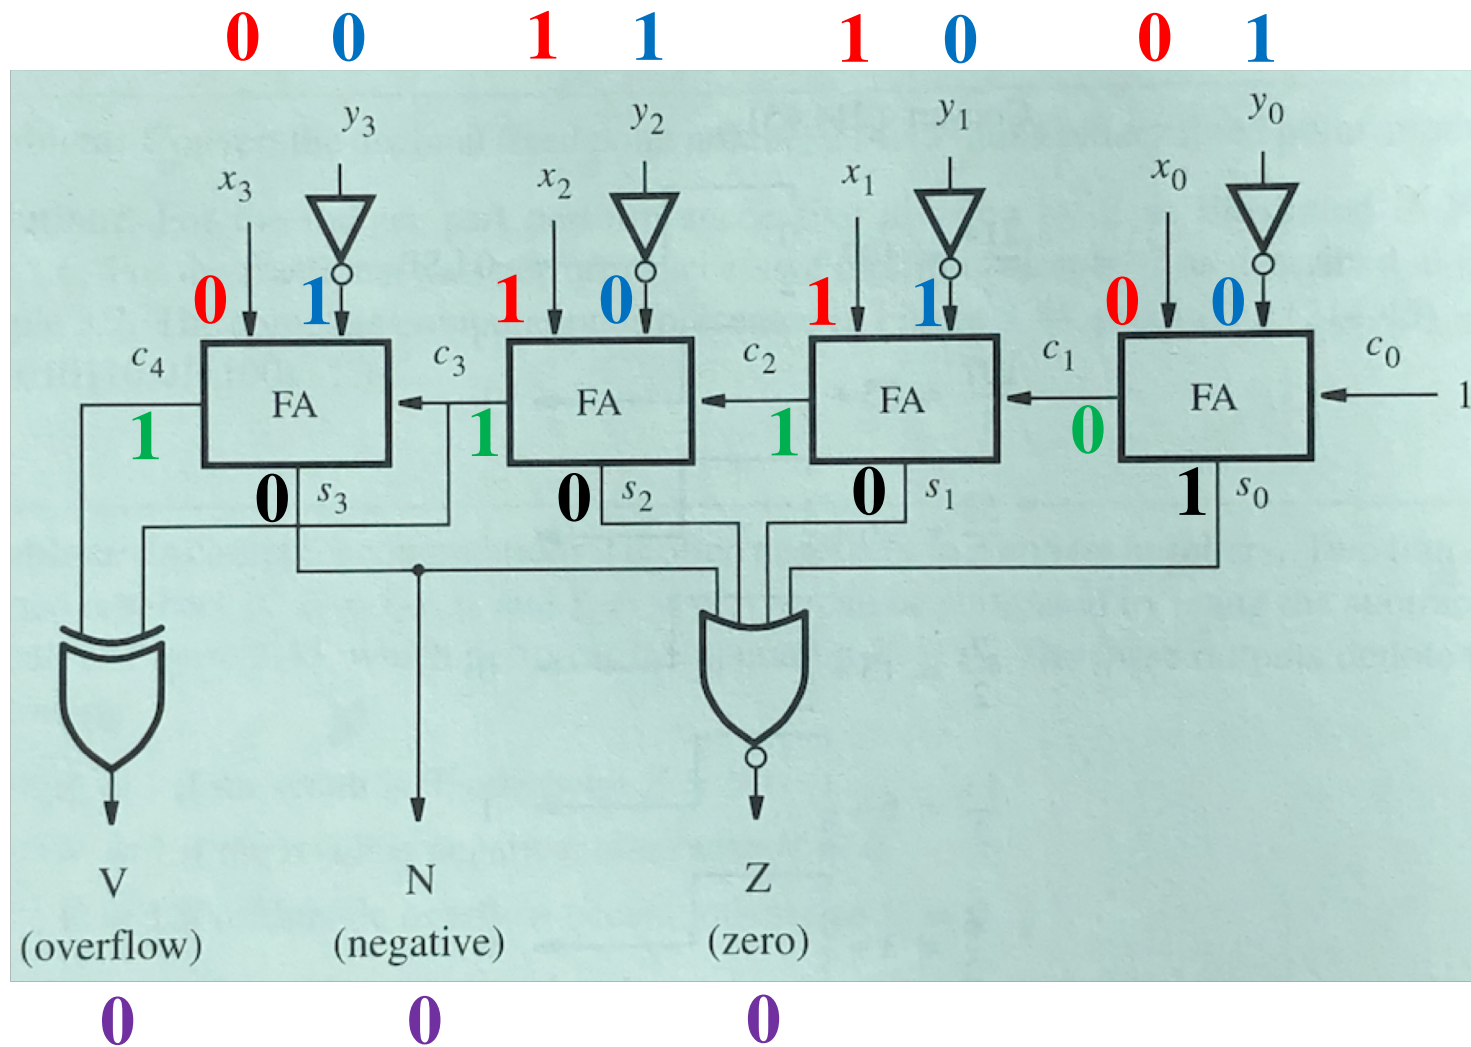 0 0 1 1 1 0 0 1
y3 y2 y1 y0
x3 x2 x1 x0
0 1 1 0 1 1 0 0
c4 c3 c2 c1 c0
FA FA FA FA 1
1 1 1 0
0 s3 0 s2 0 s1 1 s0
V N Z
(overflow) (negative) (zero)
0 0 0